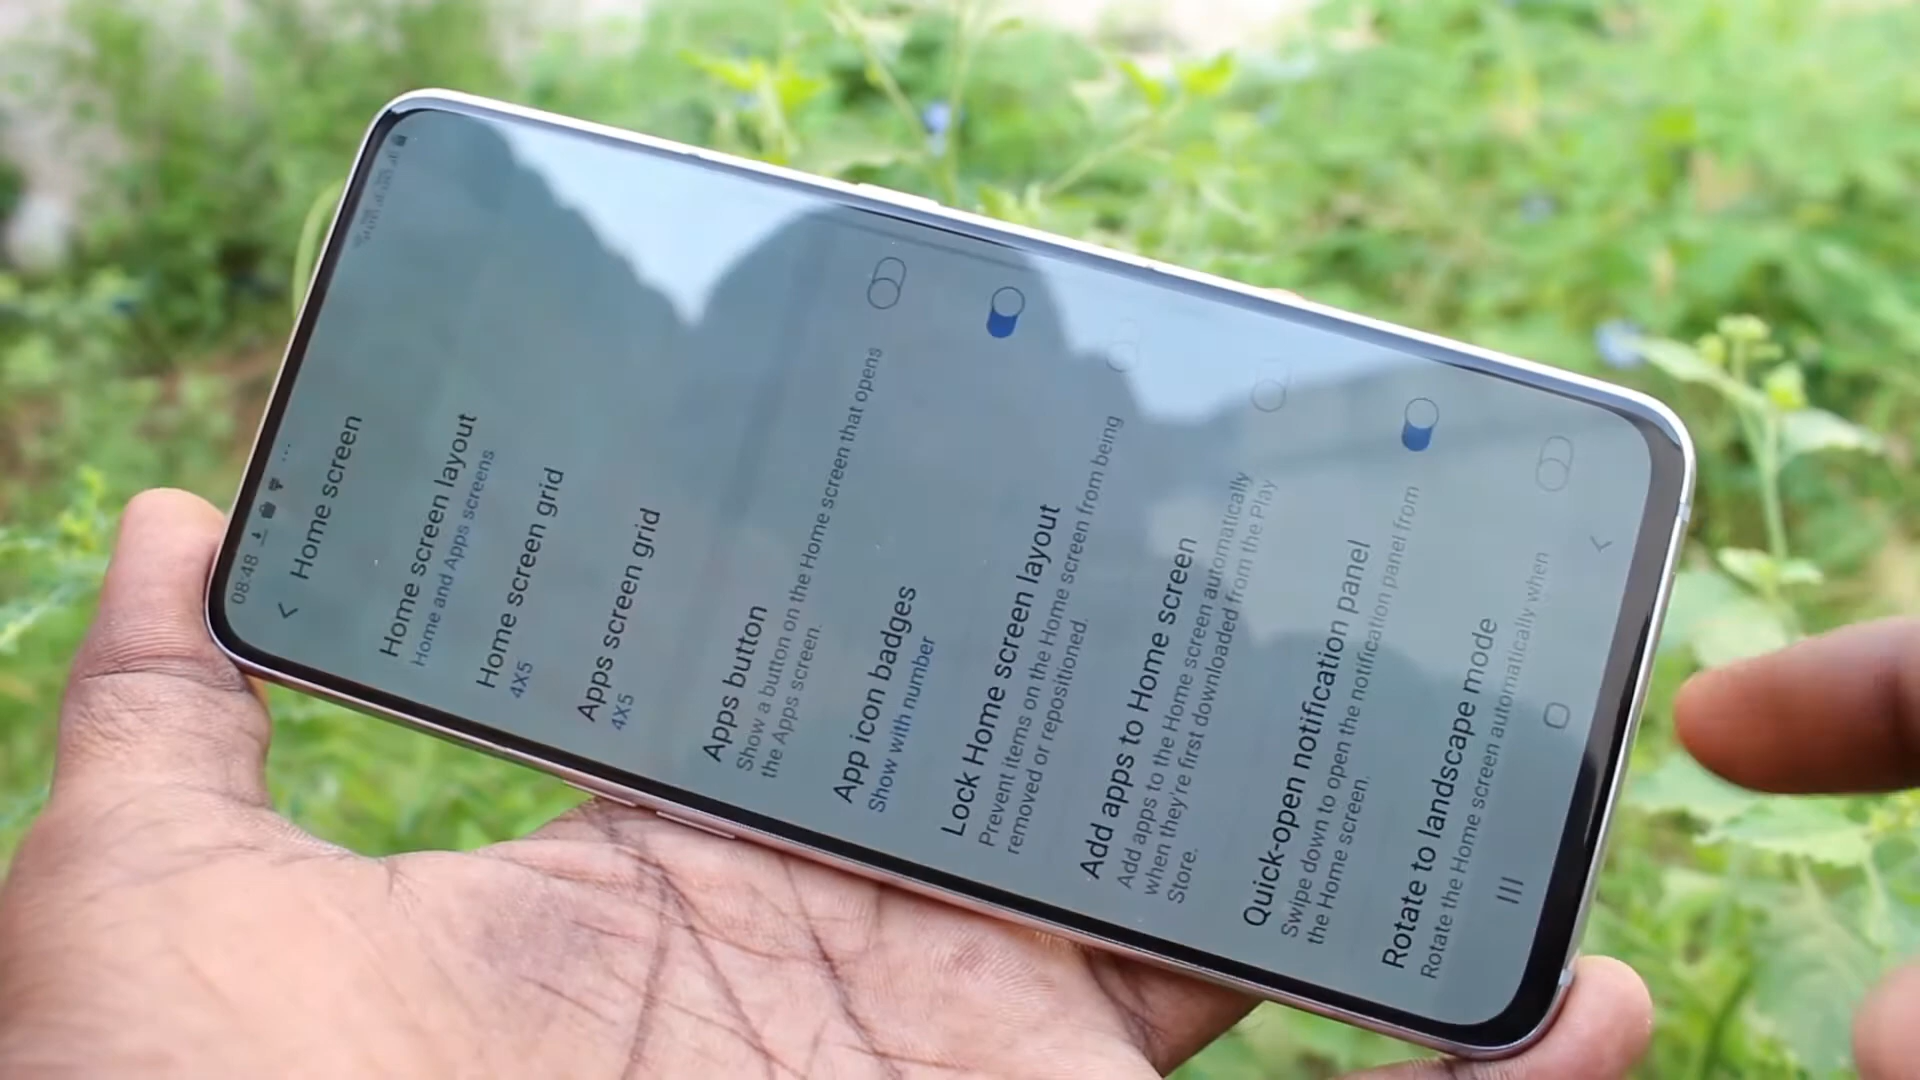 08:48
Home screen
Home screen layout
Home and Apps screens
Home screen grid
4X5
Apps screen grid
4X5
Apps button
Show a button on the Home screen that opens
the Apps screen.
App icon badges
Show with number
Lock Home screen layout
Prevent items on the Home screen from being
removed or repositioned.
Add apps to Home screen
Add apps to the Home screen automatically
when they're first downloaded from the Play
Store.
Quick-open notification panel
Swipe down to open the notification panel from
the Home screen.
Rotate to landscape mode
Rotate the Home screen automatically when